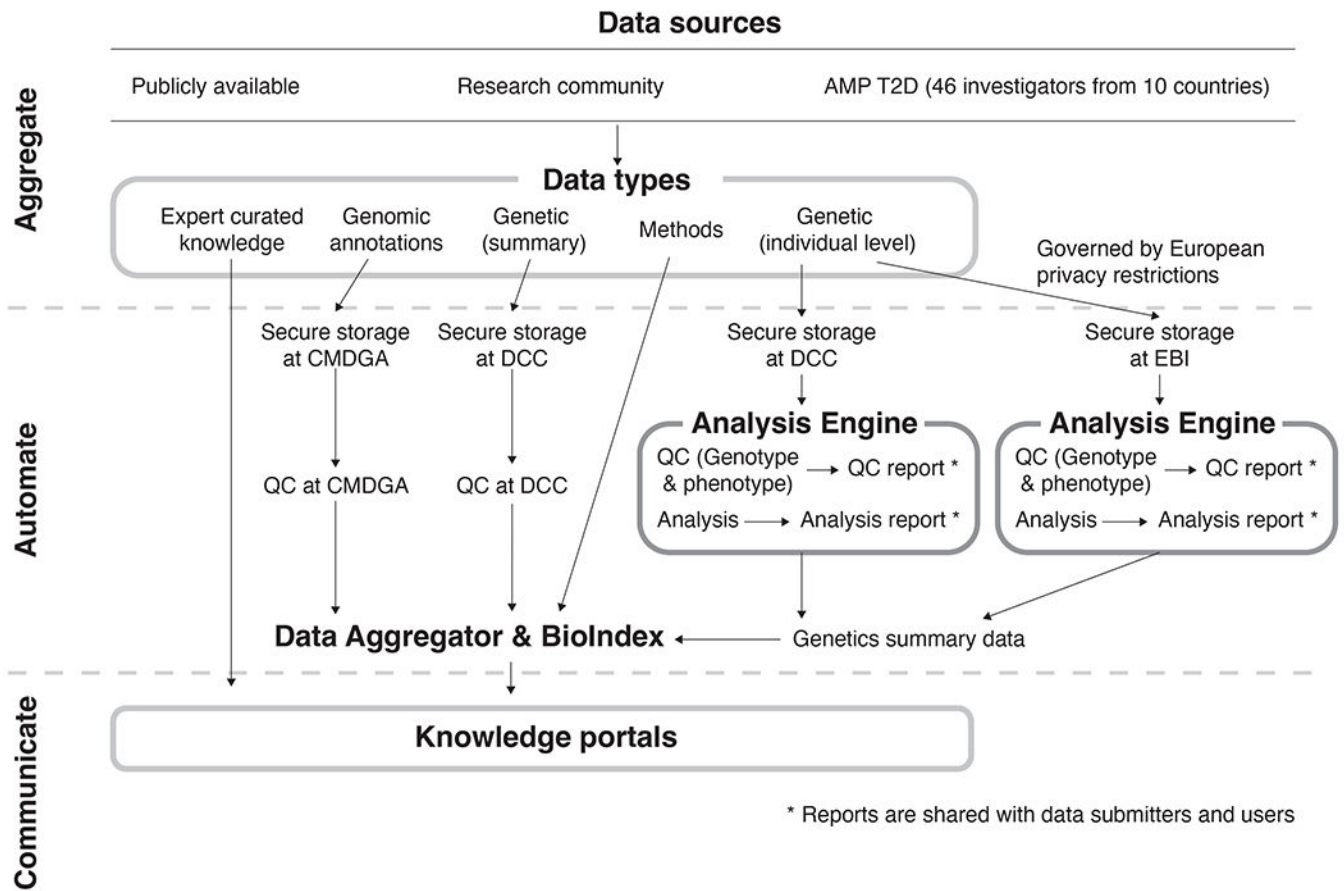 Data sources
Aggregate
Publicly available
Research community
AMP T2D (46 investigators from 10 countries)
Data types
Expert curated
knowledge
Genomic
annotations
Genetic
(summary)
Methods
Genetic
(individual level)
Governed by European
privacy restrictions
Automate
Secure storage
at CMDGA
Secure storage
at DCC
Secure storage
at DCC
Secure storage
at EBI
QC at CMDGA
QC at DCC
Analysis Engine
QC (Genotype
& phenotype)
QC report *
Analysis
Analysis report *
Analysis Engine
QC (Genotype
& phenotype)
QC report *
Analysis
Analysis report *
Data Aggregator & BioIndex
Genetics summary data
Communicate
Knowledge portals
* Reports are shared with data submitters and users